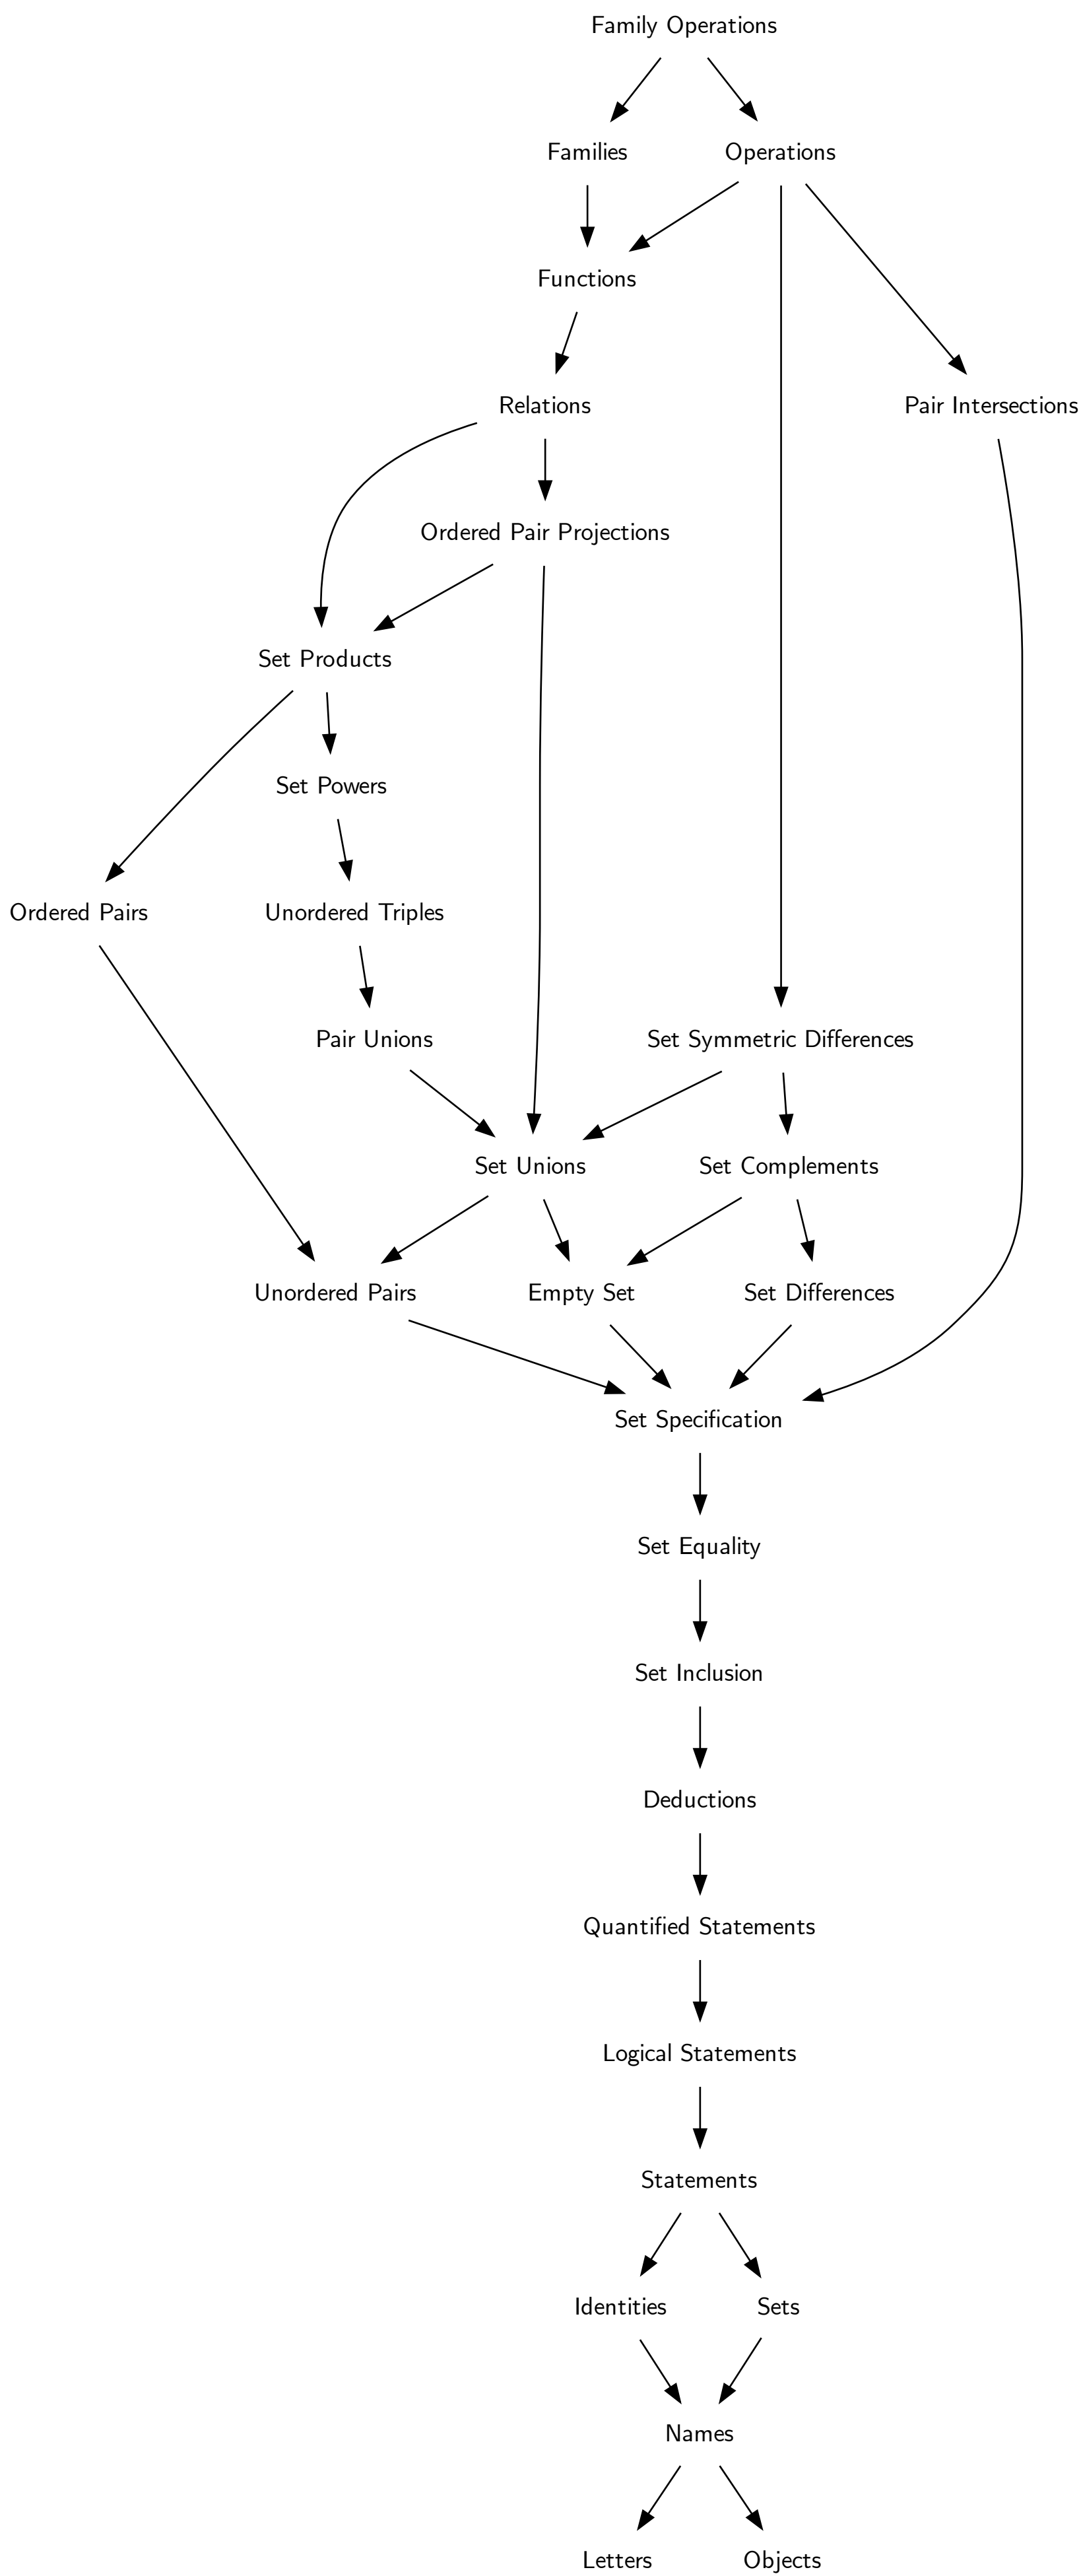 Family Operations
Families
Operations
Functions
Relations
Pair Intersections
Ordered Pair Projections
Set Products
Set Powers
Ordered Pairs
Unordered Triples
Pair Unions
Set Symmetric Differences
Set Unions
Set Complements
Unordered Pairs
Empty Set
Set Differences
Set Specification
Set Equality
Set Inclusion
Deductions
Quantified Statements
Logical Statements
Statements
Identities
Sets
Names
Letters
Objects